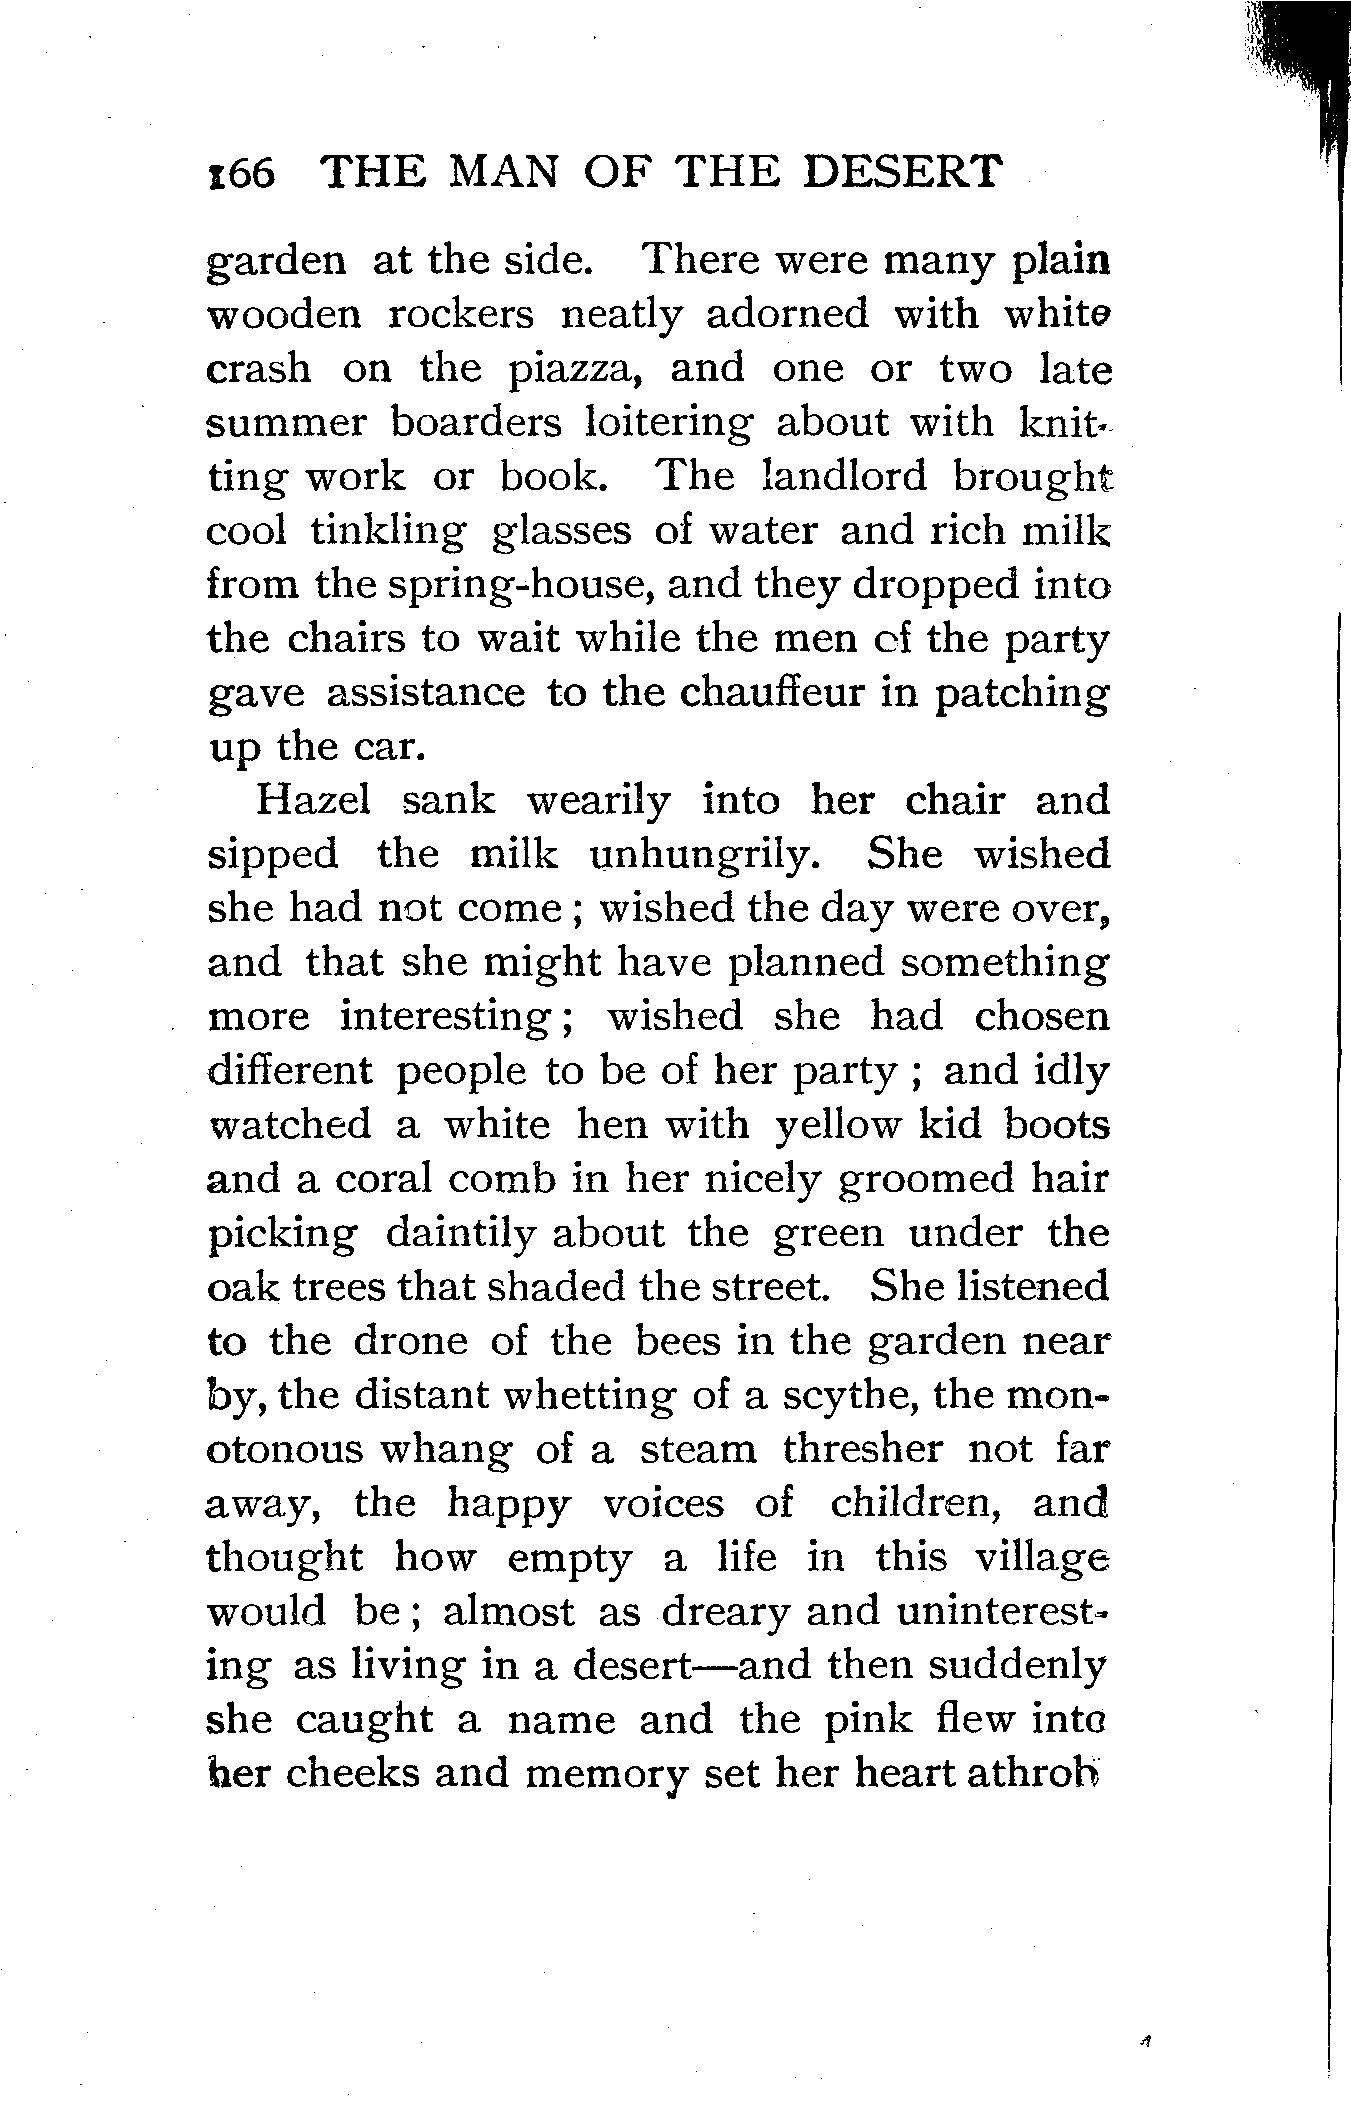 166 THE MAN OF THE DESERT
garden at the side. There were many plain
wooden rockers neatly adorned with white
crash on the piazza, and one or two late
summer boarders loitering about with knit-
ting work or book. The landlord brought
cool tinkling glasses of water and rich milk
from the spring-house, and they dropped into
the chairs to wait while the men of the party
gave assistance to the chauffeur in patching
up the car.
Hazel sank wearily into her chair and
sipped the milk unhungrily. She wished
she had not come; wished the day were over,
and that she might have planned something
more interesting; wished she had chosen
different people to be of her party; and idly
watched a white hen with yellow kid boots
and a coral comb in her nicely groomed hair
picking daintily about the green under the
oak trees that shaded the street. She listened
to the drone of the bees in the garden near
by, the distant whetting of a scythe, the mon-
otonous whang of a steam thresher not far
away, the happy voices of children, and
thought how empty a life in this village
would be; almost as dreary and uninterest-
ing as living in a desert—and then suddenly
she caught a name and the pink flew into
her cheeks and memory set her heart athrob